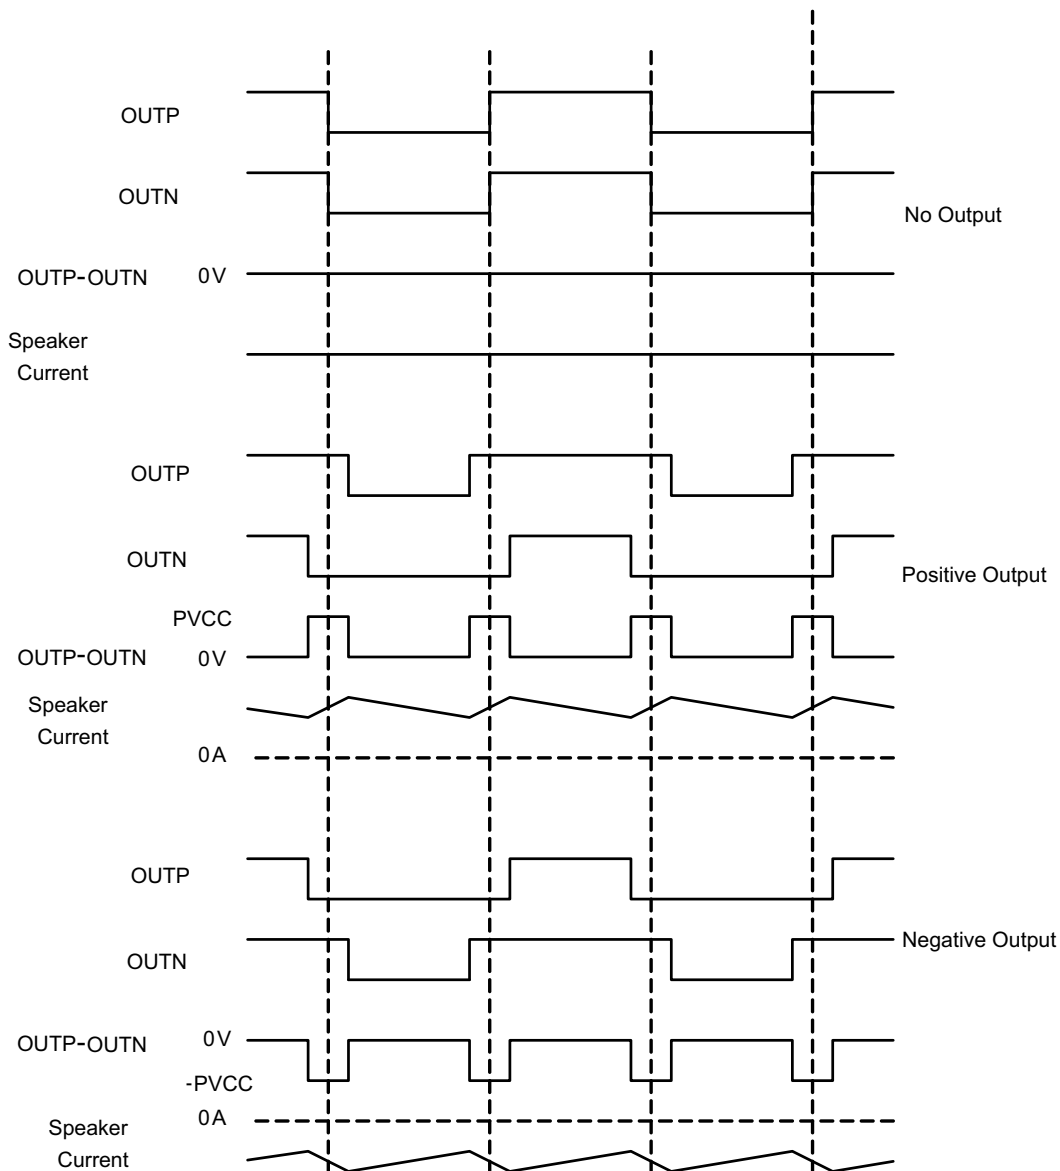 OUTP
OUTN
No Output
OUTP-OUTN 0V
Speaker
Current
OUTP
OUTN
Positive Output
PVCC
OUTP-OUTN 0V
Speaker
Current
0A
OUTP
OUTN
Negative Output
0V
OUTP-OUTN
-PVCC
0A
Speaker
Current